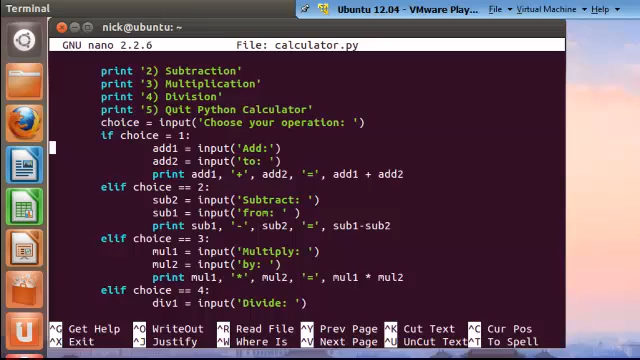 Terminal
Ubuntu 12.04 - VMware Play...
File
Virtual Machine
Help
nick@ubuntu: ~
GNU nano 2.2.6 File: calculator.py
print '2) Subtraction'
print '3) Multiplication'
print '4) Division'
print '5) Quit Python Calculator'
choice = input('Choose your operation: ')
if choice = 1:
add1 = input('Add:')
add2 = input('to: ')
print add1, '+', add2, '=', add1 + add2
elif choice == 2:
sub2 = input('Subtract: ')
sub1 = input('from: ' )
print sub1, '-', sub2, '=', sub1-sub2
elif choice == 3:
mul1 = input('Multiply: ')
mul2 = input('by: ')
print mul1, '*', mul2, '=', mul1 * mul2
elif choice == 4:
div1 = input('Divide: ')
^G Get Help ^O WriteOut ^R Read File ^Y Prev Page ^K Cut Text ^C Cur Pos
^X Exit ^J Justify ^W Where Is ^V Next Page ^U UnCut Text ^T To Spell